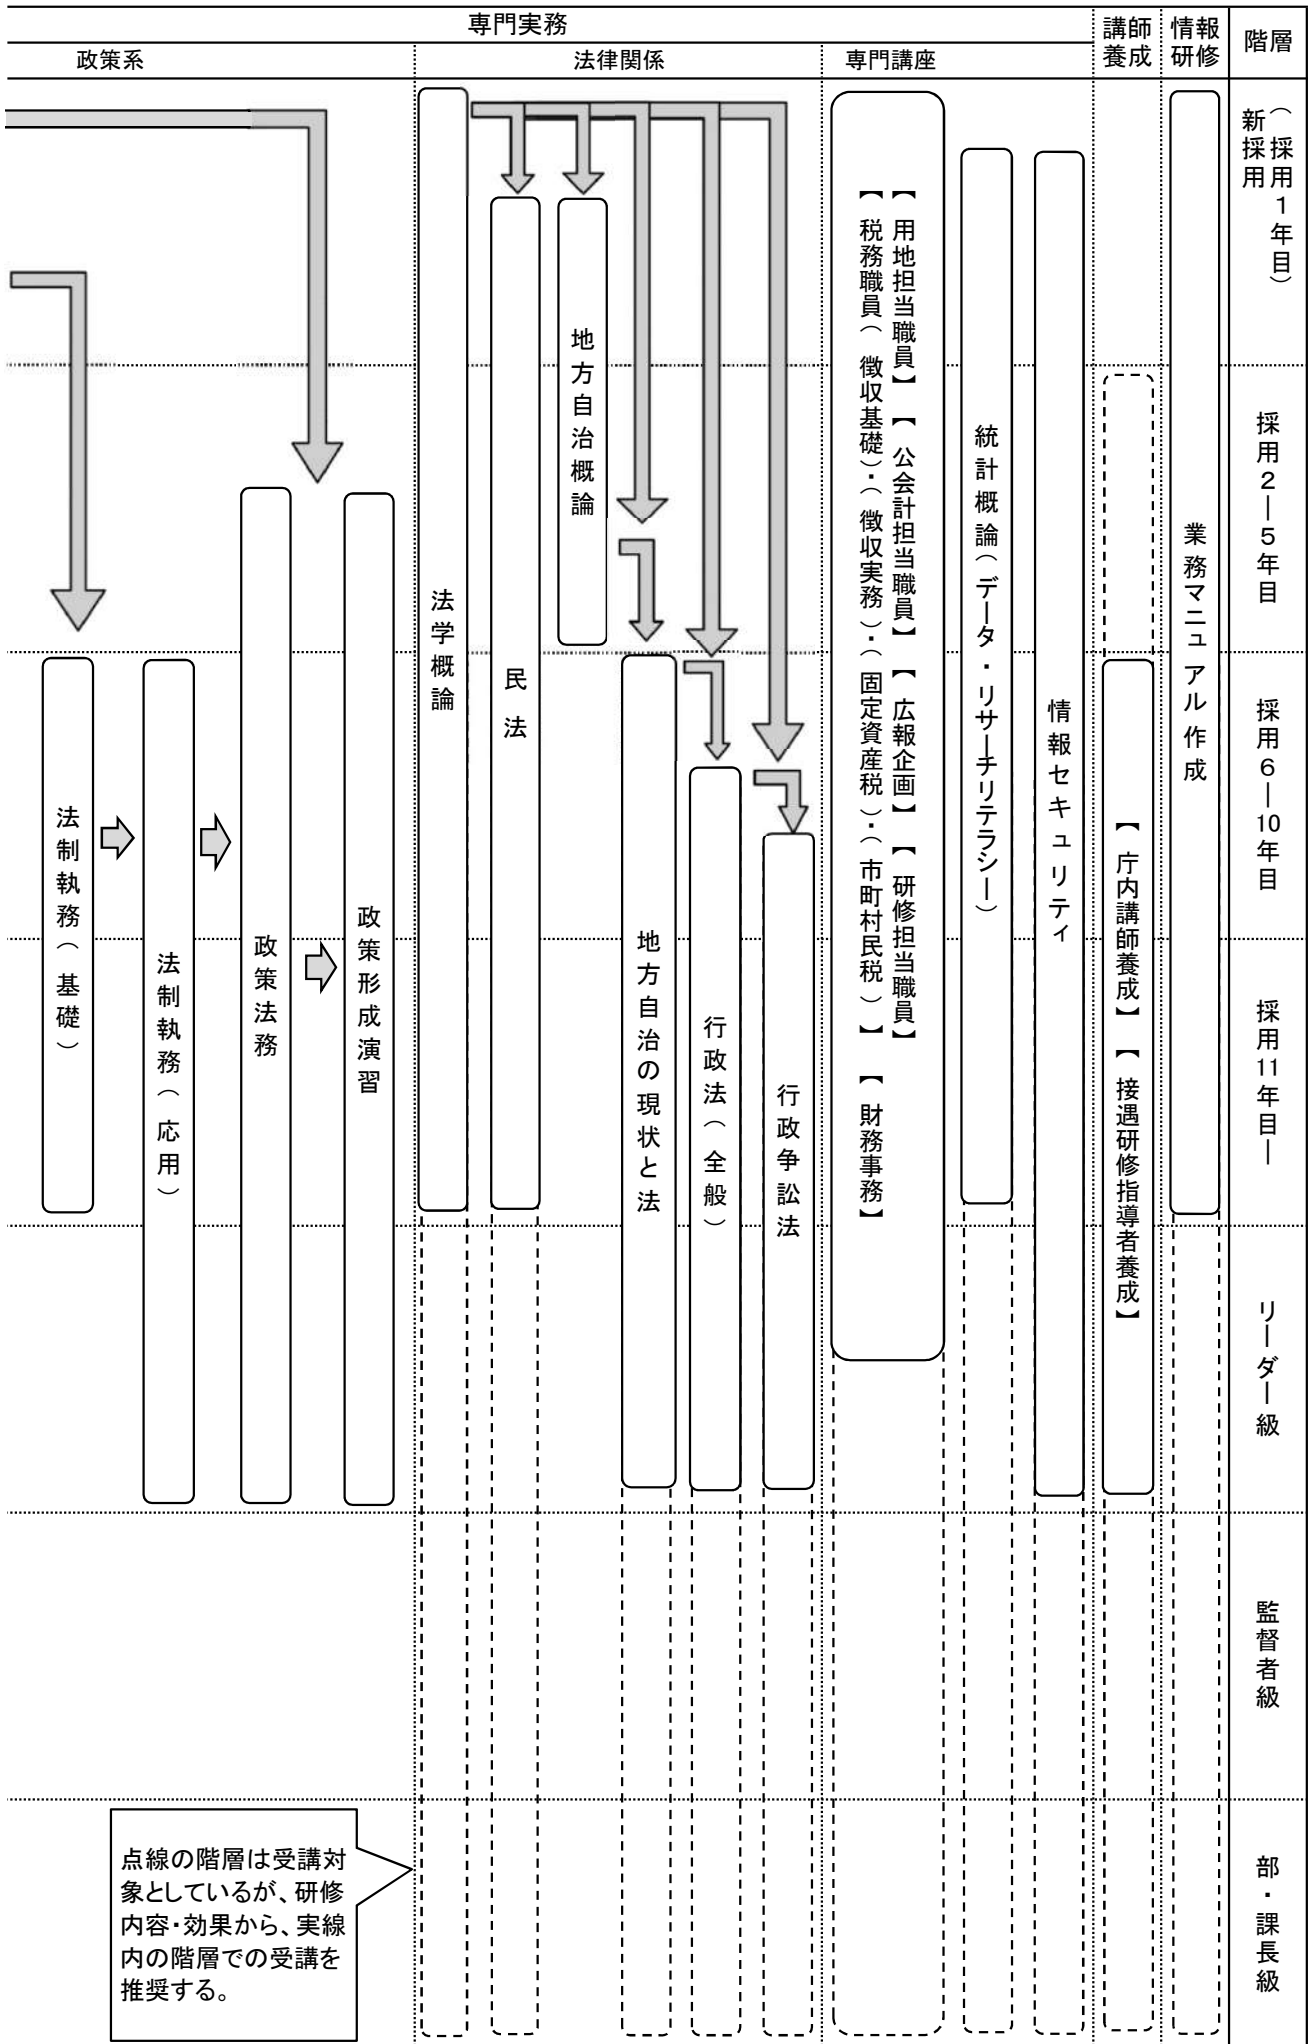 専門実務
講師養成
情報研修
階層
政策系
法律関係
専門講座
新採用（採用１年目）
採用２―５年目
採用６―10年目
採用11年目―
リーダー級
監督者級
部・課長級
法制執務（基礎）
法制執務（応用）
政策法務
政策形成演習
法学概論
民法
地方自治概論
地方自治の現状と法
行政法（全般）
行政争訟法
【用地担当職員】【公会計担当職員】【広報企画】【研修担当職員】
【税務職員（徴収基礎）・（徴収実務）・（固定資産税）・（市町村民税）】【財務事務】
統計概論（データ・リサーチリテラシー）
情報セキュリティ
【庁内講師養成】【接遇研修指導者養成】
業務マニュアル作成
点線の階層は受講対
象としているが、研修
内容・効果から、実線
内の階層での受講を
推奨する。